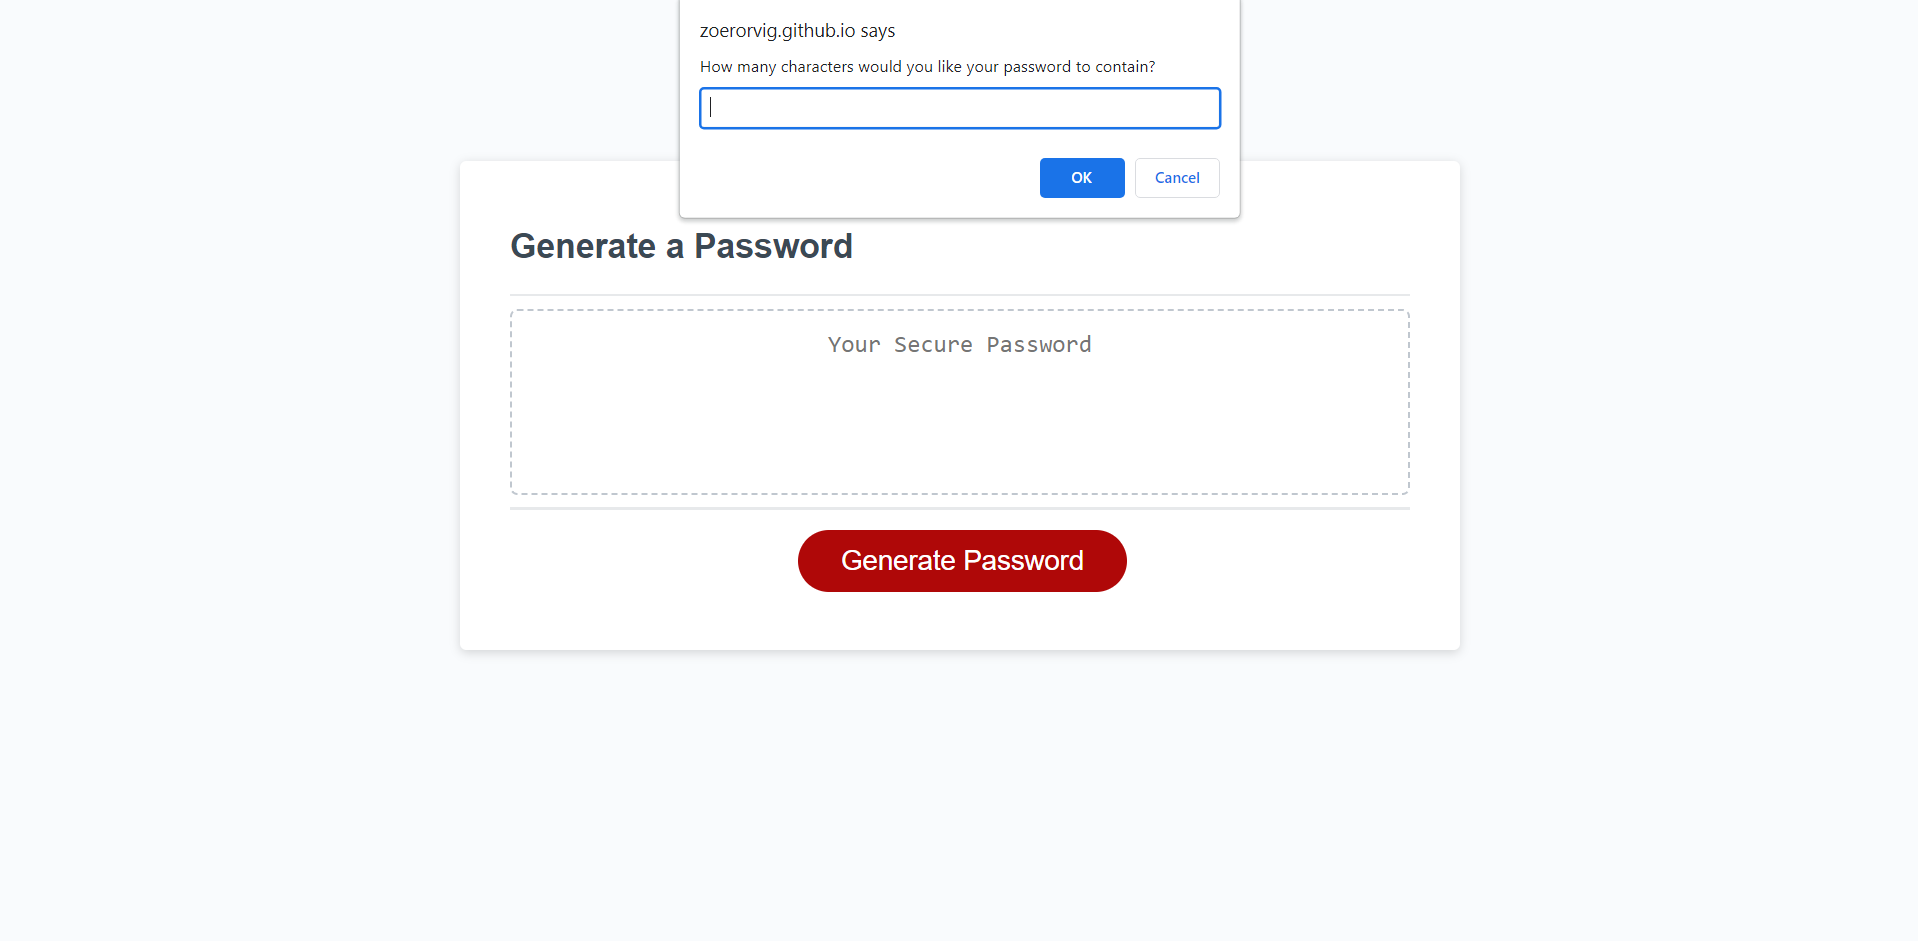 zoerorvig.github.io says
How many characters would you like your password to contain?
OK
Cancel
Generate a Password
Your Secure Password
Generate Password